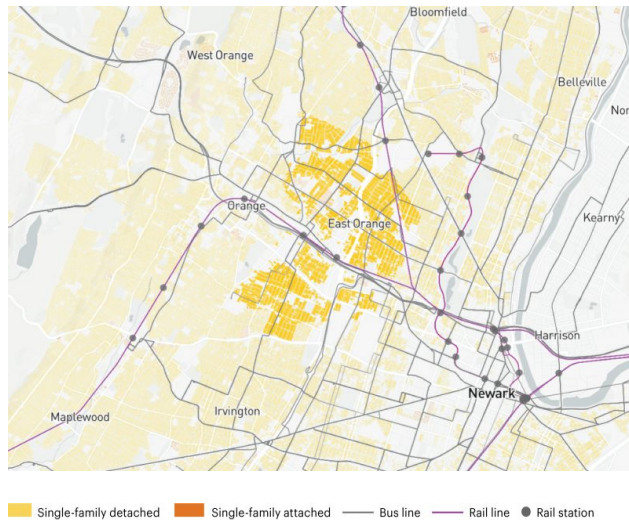 Bloomfield
West Orange
Belleville
Nor
Kearny
Orange
East Orange
Harrison
Newark
Maplewood
Irvington
Single-family detached
Single-family attached
Bus line
Rail line
Rail station